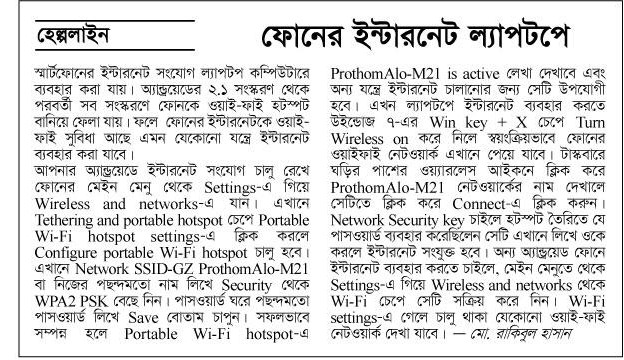 হেল্পলাইন
ফোনের ইন্টারনেট ল্যাপটপে
স্মার্টফোনের ইন্টারনেট সংযোগ ল্যাপটপ কম্পিউটারে
ব্যবহার করা যায়। অ্যান্ড্রয়েডের ২.১ সংস্করণ থেকে
পরবর্তী সব সংস্করণে ফোনকে ওয়াই-ফাই হটস্পট
বানিয়ে ফেলা যায়। ফলে ফোনের ইন্টারনেটকে ওয়াই-
ফাই সুবিধা আছে এমন যেকোনো যন্ত্রে ইন্টারনেট
ব্যবহার করা যাবে।
আপনার অ্যান্ড্রয়েডে ইন্টারনেট সংযোগ চালু রেখে
ফোনের মেইন মেনু থেকে Settings-এ গিয়ে
Wireless and networks-এ যান। এখানে
Tethering and portable hotspot চেপে Portable
Wi-Fi hotspot settings-এ ক্লিক করলে
Configure portable Wi-Fi hotspot চালু হবে।
এখানে Network SSID-GZ ProthomAlo-M21
বা নিজের পছন্দমতো নাম লিখে Security থেকে
WPA2 PSK বেছে নিন। পাসওয়ার্ড ঘরে পছন্দমতো
পাসওয়ার্ড লিখে Save বোতাম চাপুন। সফলভাবে
সম্পন্ন হলে Portable Wi-Fi hotspot-এ
ProthomAlo-M21 is active লেখা দেখাবে এবং
অন্য যন্ত্রে ইন্টারনেট চালানোর জন্য সেটি উপযোগী
হবে। এখন ল্যাপটপে ইন্টারনেট ব্যবহার করতে
উইন্ডোজ ৭-এর Win key + X চেপে Turn
Wireless on করে নিলে স্বয়ংক্রিয়ভাবে ফোনের
ওয়াইফাই নেটওয়ার্ক এখানে পেয়ে যাবে। টাস্কবারে
ঘড়ির পাশের ওয়্যারলেস আইকনে ক্লিক করে
ProthomAlo-M21 নেটওয়ার্কের নাম দেখালে
সেটিতে ক্লিক করে Connect-এ ক্লিক করুন।
Network Security key চাইলে হটস্পট তৈরিতে যে
পাসওয়ার্ড ব্যবহার করেছিলেন সেটি এখানে লিখে ওকে
করলে ইন্টারনেট সংযুক্ত হবে। অন্য অ্যান্ড্রয়ড ফোনে
ইন্টারনেট ব্যবহার করতে চাইলে, মেইন মেনুতে থেকে
Settings-এ গিয়ে Wireless and networks থেকে
Wi-Fi চেপে সেটি সক্রিয় করে নিন। Wi-Fi
settings-এ গেলে চালু থাকা যেকোনো ওয়াই-ফাই
নেটওয়ার্ক দেখা যাবে। — মো. রাকিবুল হাসান